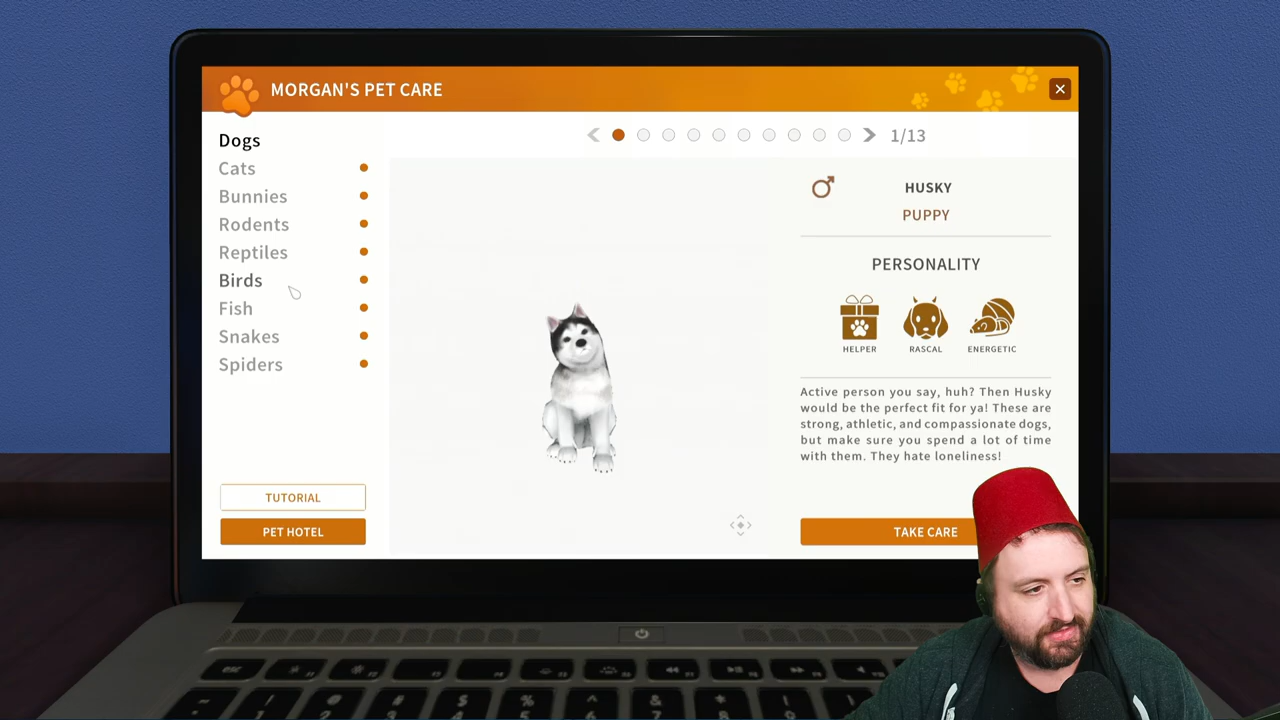 MORGAN'S PET CARE
Dogs
Cats
Bunnies
Rodents
Reptiles
Birds
Fish
Snakes
Spiders
TUTORIAL
PET HOTEL
1/13
HUSKY
PUPPY
PERSONALITY
HELPER
RASCAL
ENERGETIC
Active person you say, huh? Then Husky
would be the perfect fit for ya! These are
strong, athletic, and compassionate dogs,
but make sure you spend a lot of time
with them. They hate loneliness!
TAKE CARE
esc